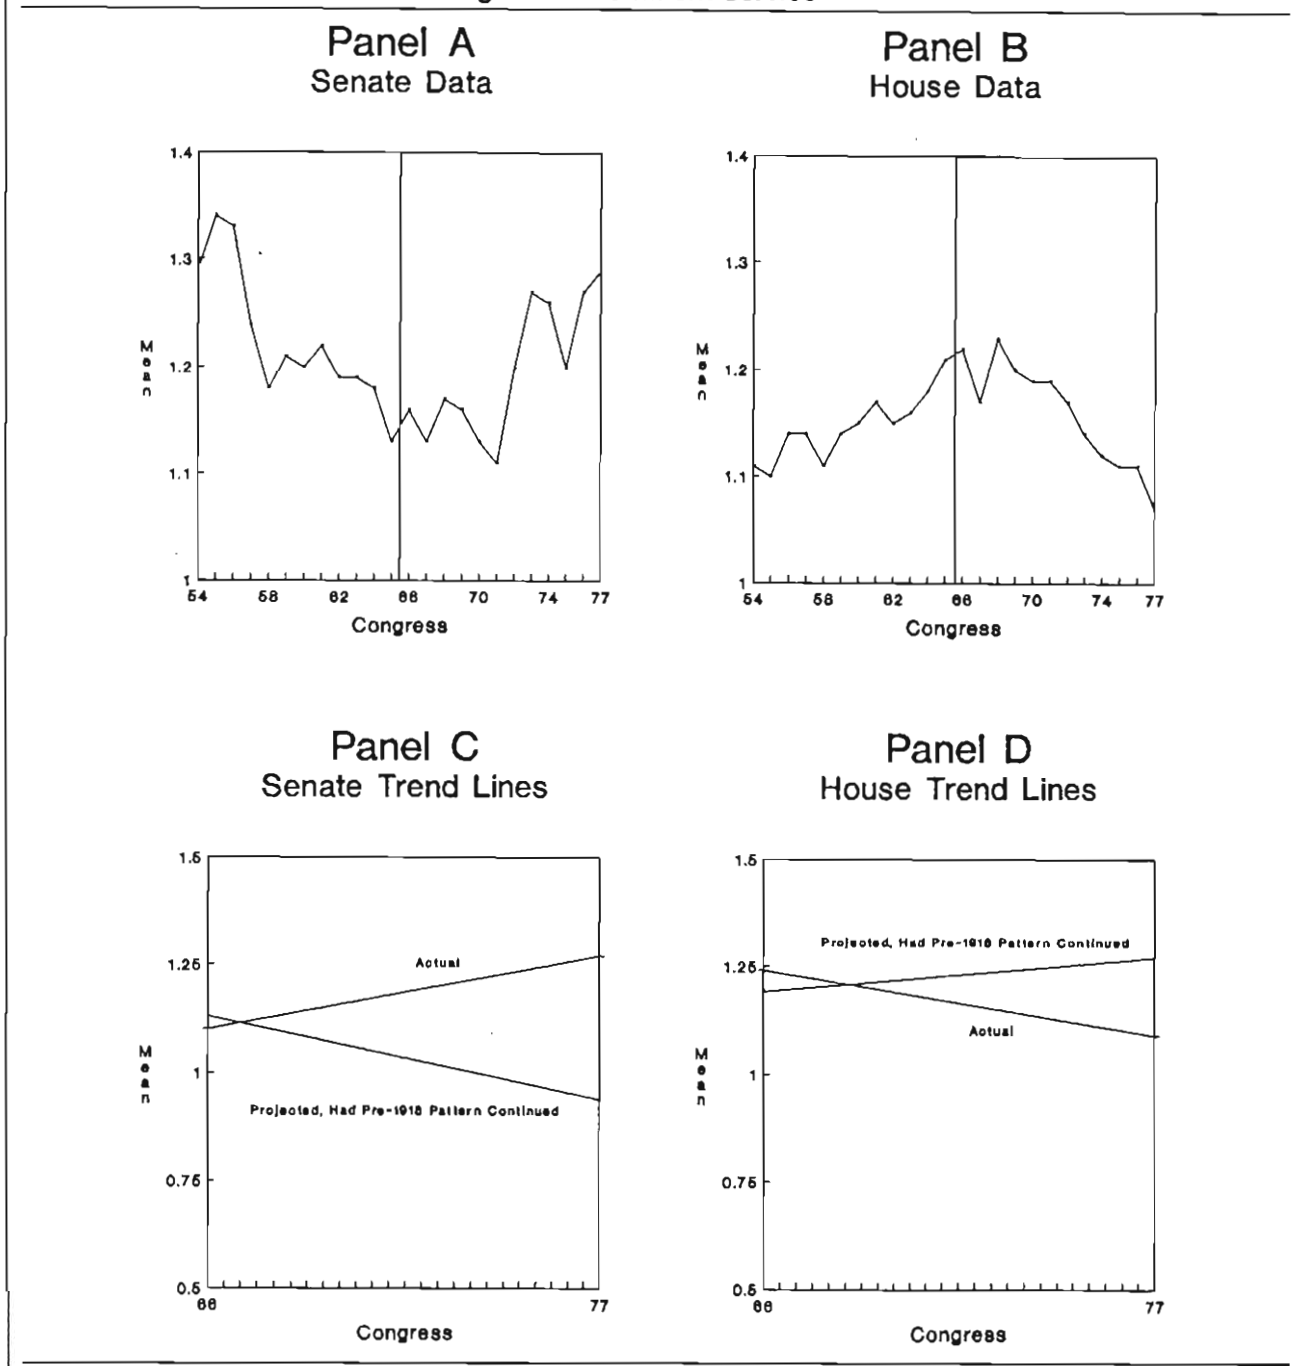 Panel A
Senate Data
1.4
1.3
1.2
1.1
1
Mean
54 58 62 66 70 74 77
Congress
Panel B
House Data
1.4
1.3
1.2
1.1
1
Mean
54 58 62 66 70 74 77
Congress
Panel C
Senate Trend Lines
1.5
1.25
1
0.75
0.5
Mean
Actual
Projected, Had Pre-1918 Pattern Continued
66 77
Congress
Panel D
House Trend Lines
1.5
1.25
1
0.75
0.5
Mean
Projected, Had Pre-1918 Pattern Continued
Actual
66 77
Congress